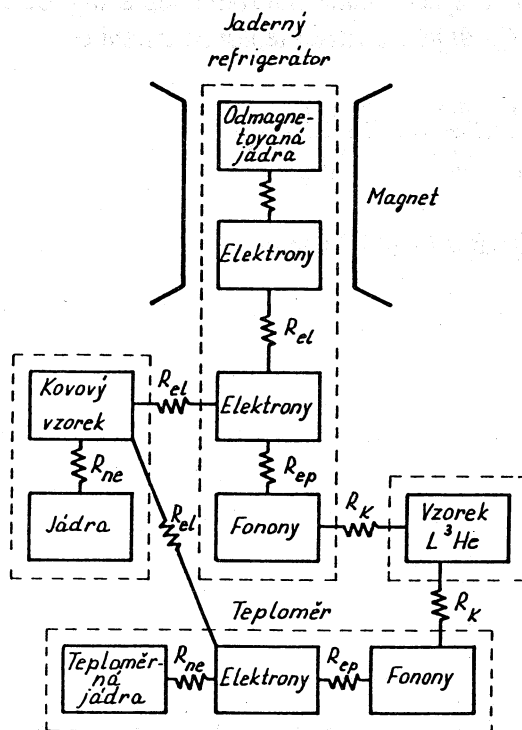 Jaderný
refrigerátor
Odmagne-
tovaná
jádra
Magnet
Elektrony
R_el
Kovový
vzorek
R_el
Elektrony
R_ne
R_ep
Jádra
R_el
Fonony
R_K
Vzorek
L ³He
R_K
Teploměr
Teploměr-
ná
jádra
R_ne
Elektrony
R_ep
Fonony